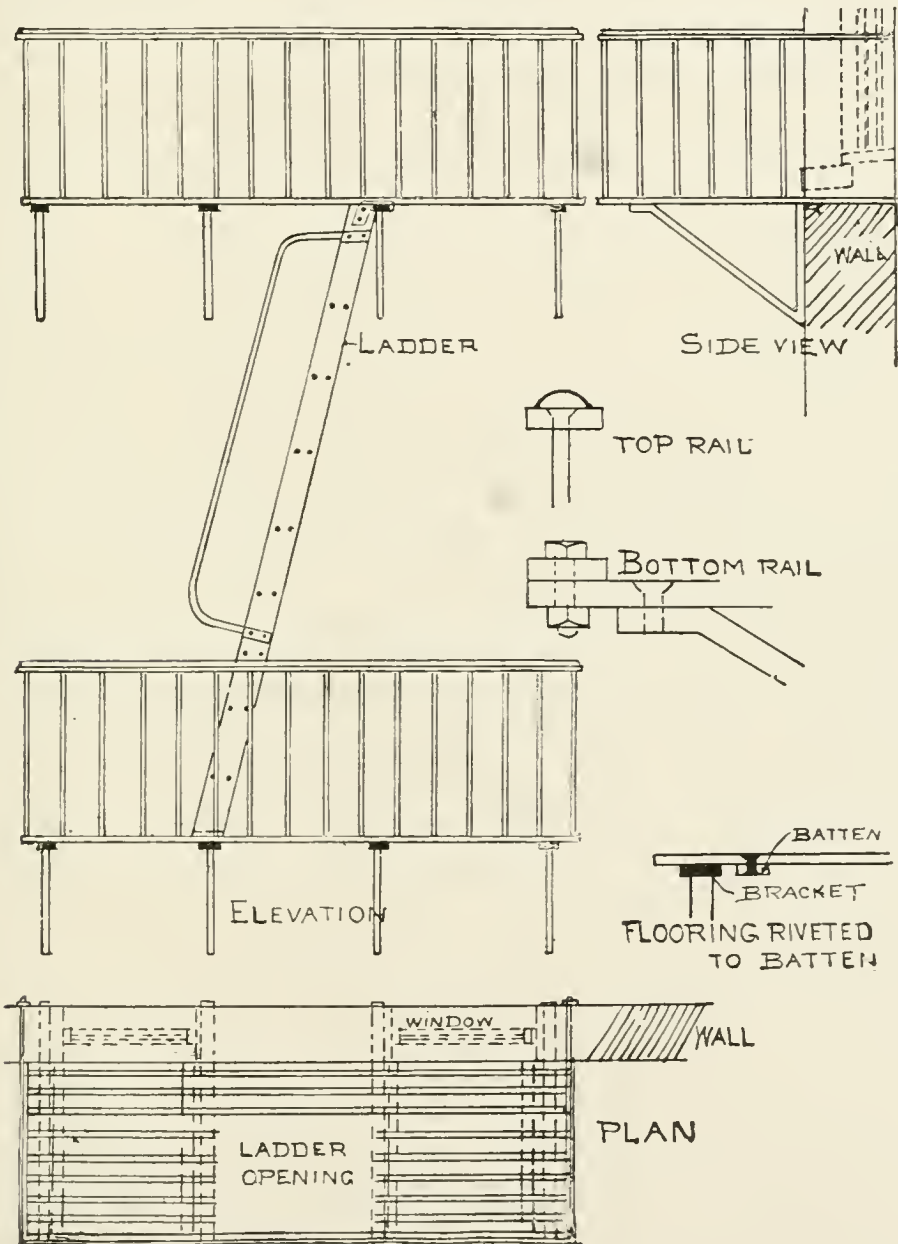 LADDER
WALL
SIDE VIEW
TOP RAIL
BOTTOM RAIL
BATTEN
BRACKET
FLOORING RIVETED
TO BATTEN
ELEVATION
WINDOW
WALL
LADDER
OPENING
PLAN